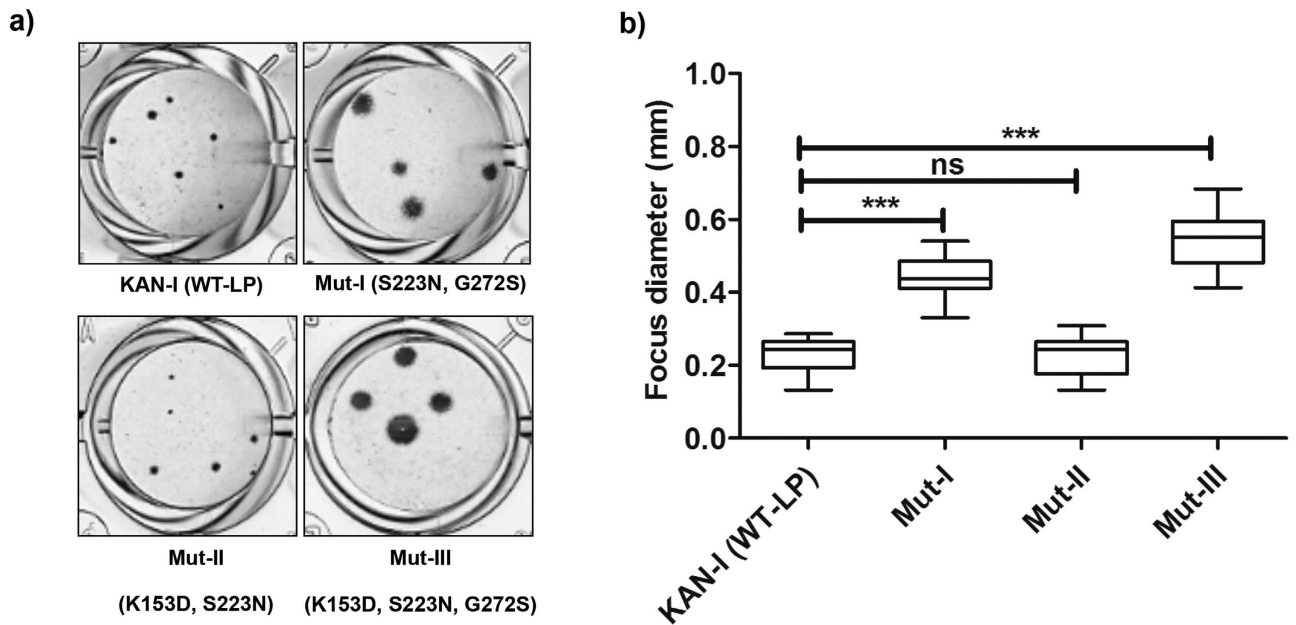 a)
KAN-I (WT-LP)
Mut-I (S223N, G272S)
Mut-II
(K153D, S223N)
Mut-III
(K153D, S223N, G272S)
b)
Focus diameter (mm)
1.0
0.8
0.6
0.4
0.2
0.0
***
ns
***
KAN-I (WT-LP)
Mut-I
Mut-II
Mut-III